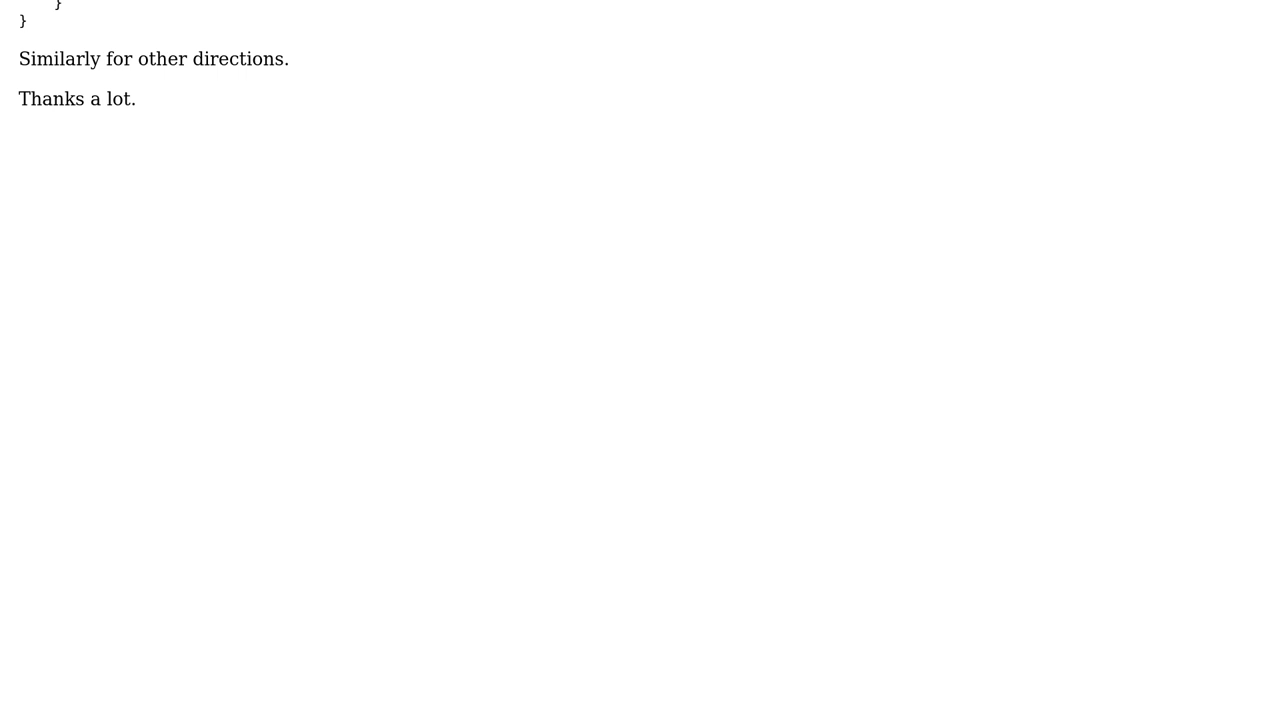 }
}
Similarly for other directions.
Thanks a lot.